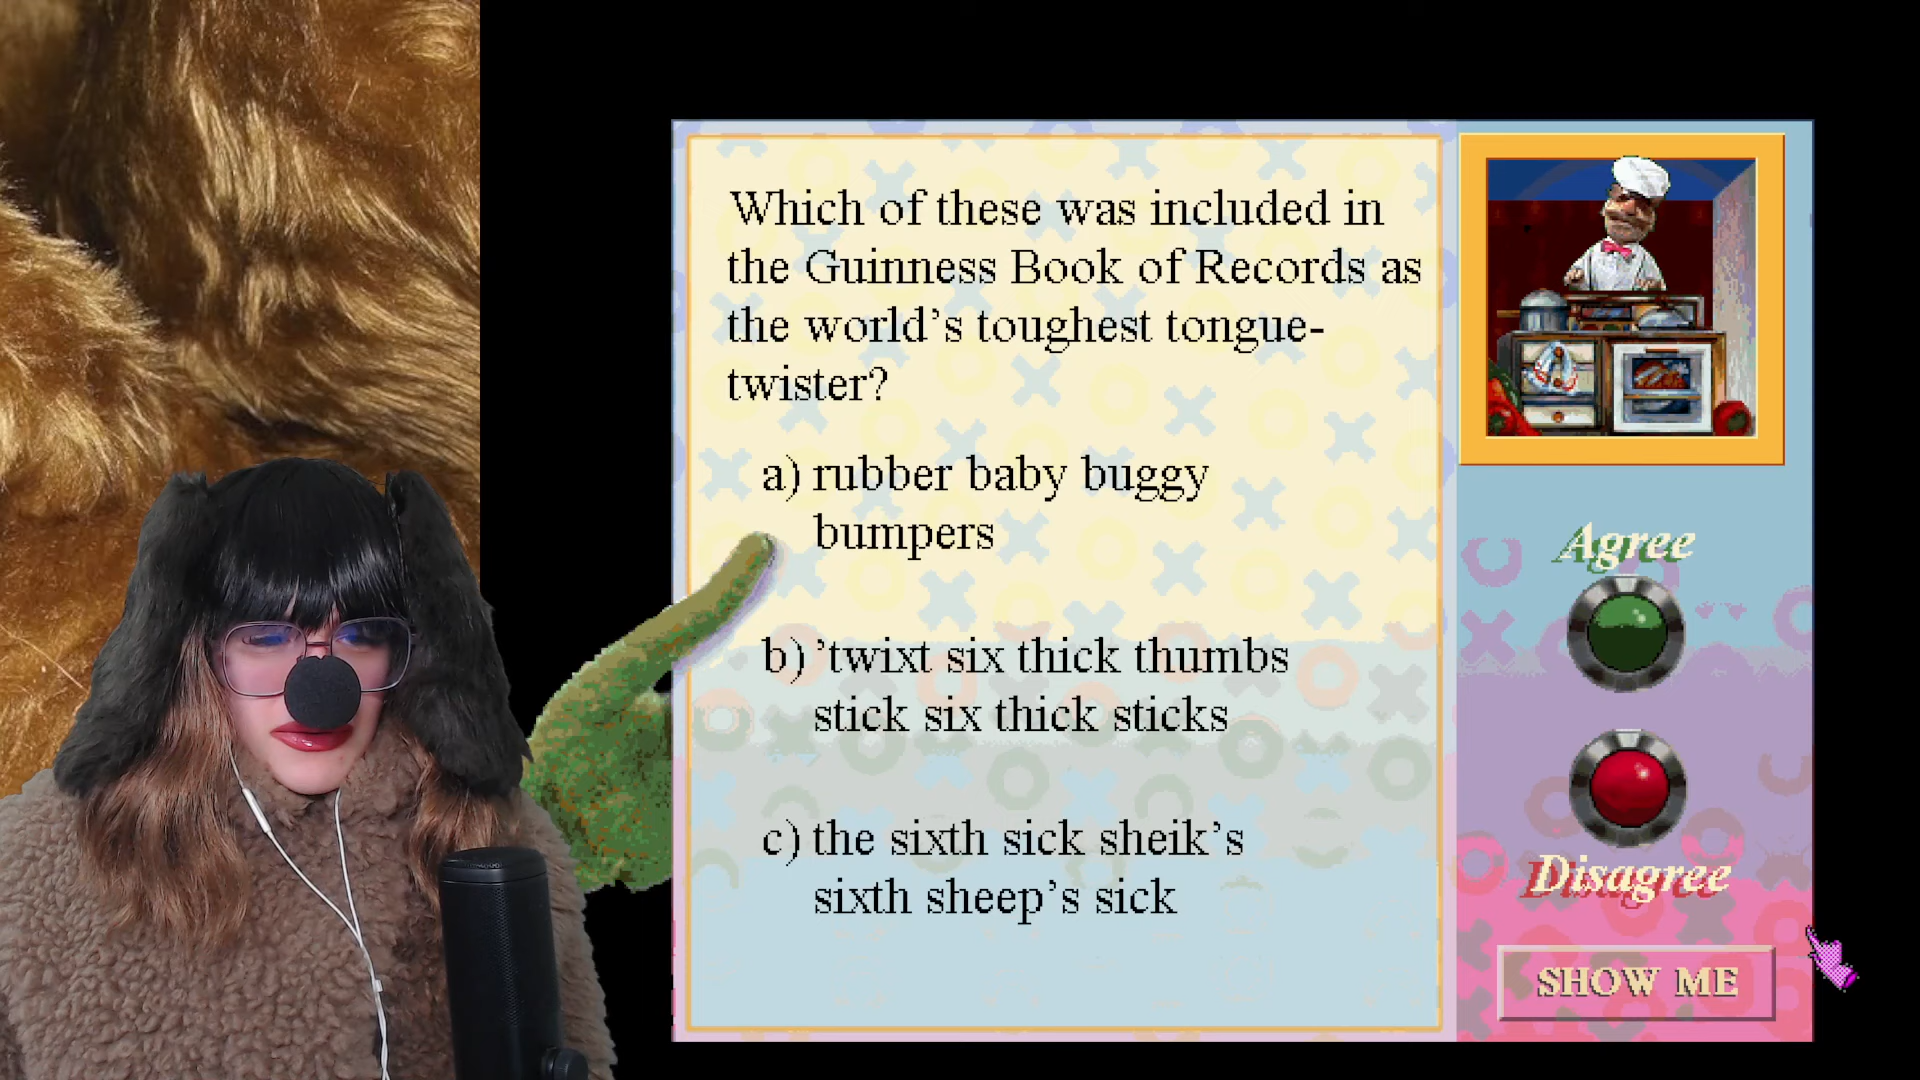 Which of these was included in
the Guinness Book of Records as
the world’s toughest tongue-
twister?
a) rubber baby buggy
bumpers
b) ’twixt six thick thumbs
stick six thick sticks
c) the sixth sick sheik’s
sixth sheep’s sick
Agree
Disagree
SHOW ME